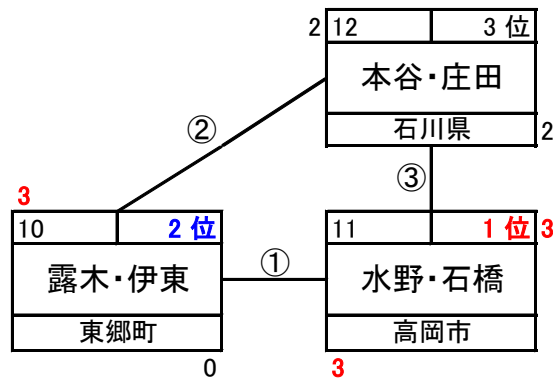 2 12 3 位
本谷・庄田
石川県 2
②
③
3
10 2 位
11 1 位 3
露木・伊東
①
水野・石橋
東郷町
高岡市
0
3